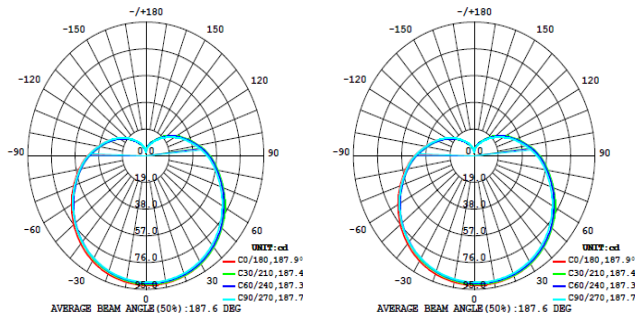 -/+180
-150 150
-120 120
-90 90
-60 60
-30 30
0
0.0
19.0
38.0
57.0
76.0
95.0
UNIT:cd
C0/180,187.9°
C30/210,187.4
C60/240,187.3
C90/270,187.7
AVERAGE BEAM ANGLE(50%):187.6 DEG
-/+180
-150 150
-120 120
-90 90
-60 60
-30 30
0
0.0
19.0
38.0
57.0
76.0
95.0
UNIT:cd
C0/180,187.9°
C30/210,187.4
C60/240,187.3
C90/270,187.7
AVERAGE BEAM ANGLE(50%):187.6 DEG